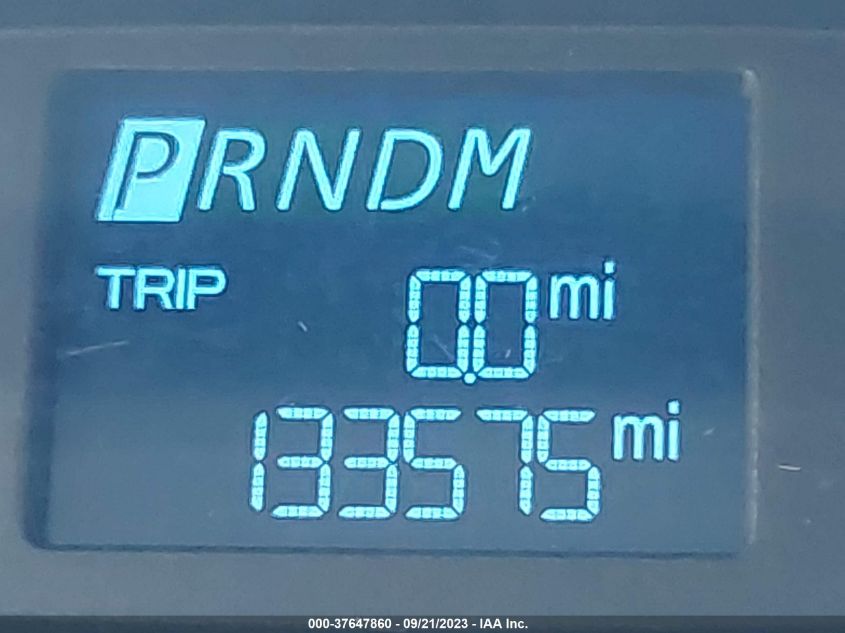 PRNDM
TRIP 0.0 mi
133575 mi
000-37647860 - 09/21/2023 - IAA Inc.